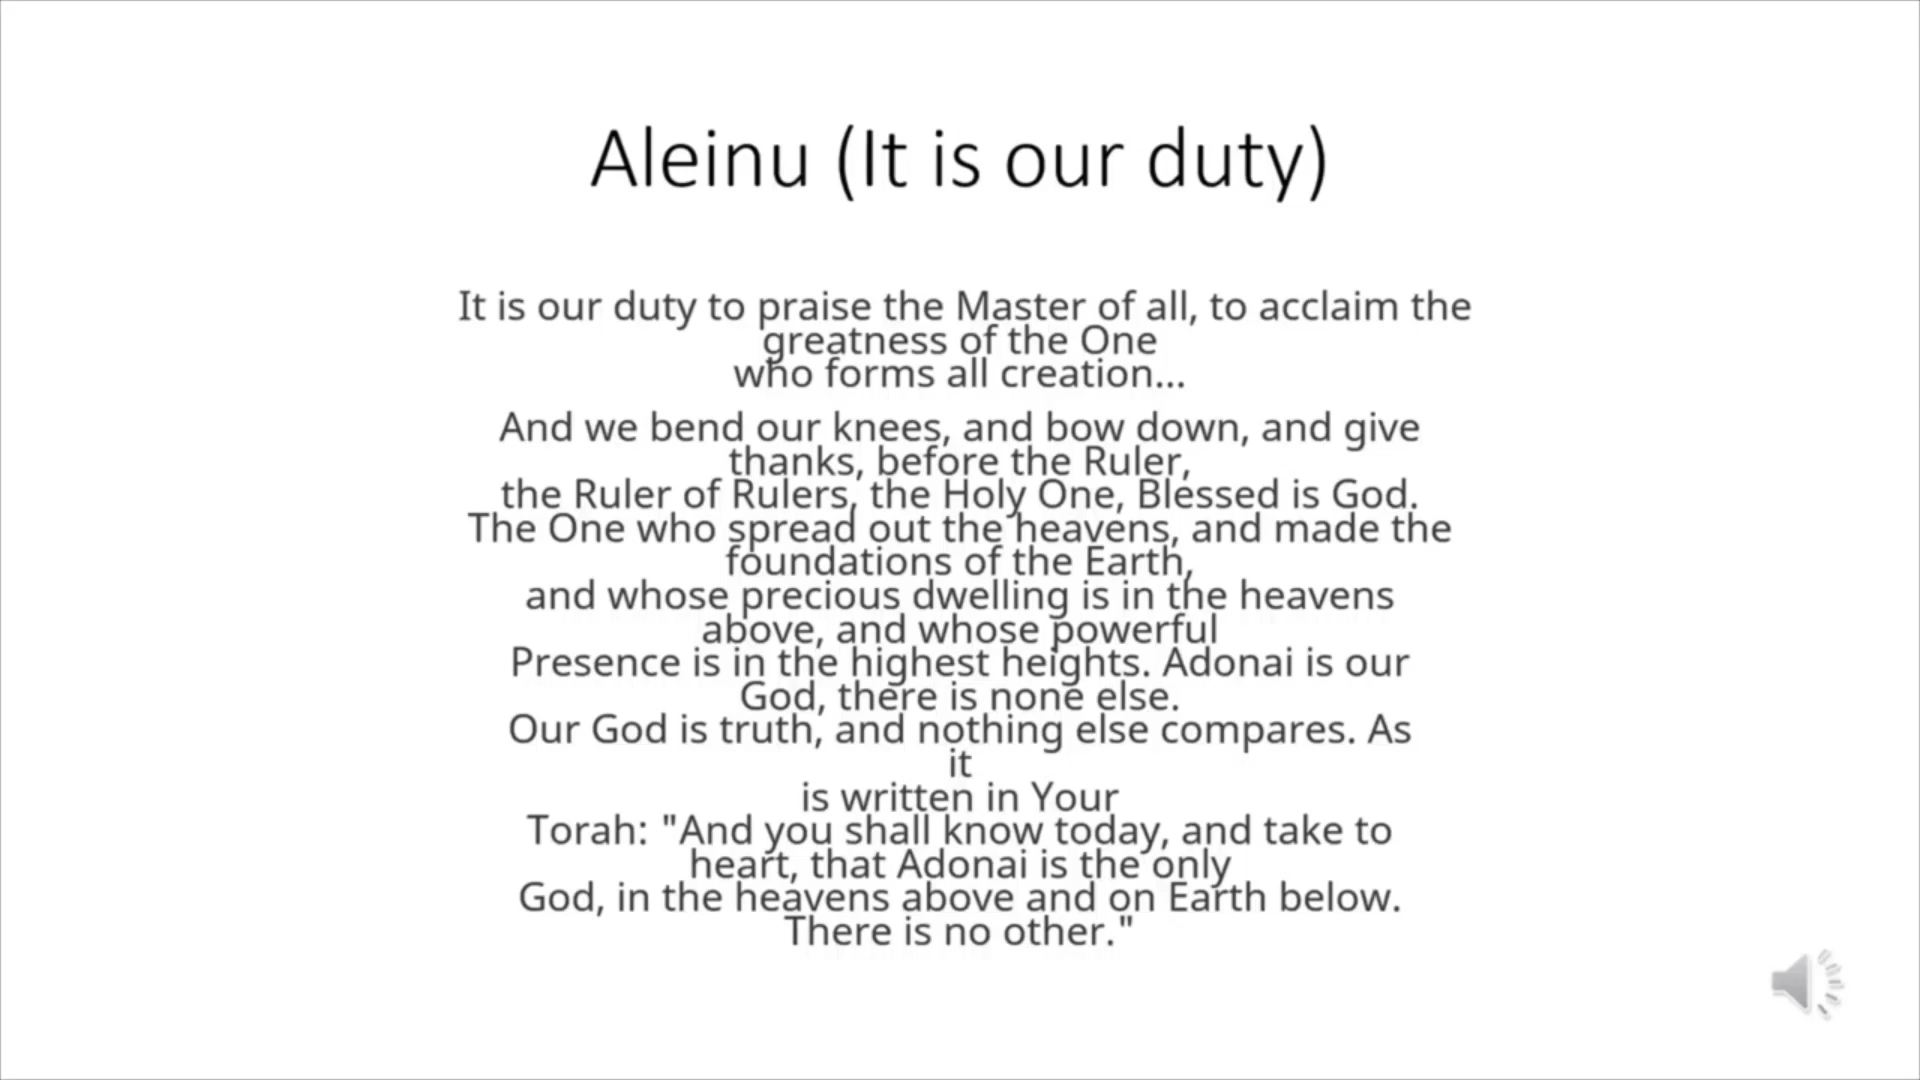 Aleinu (It is our duty)
It is our duty to praise the Master of all, to acclaim the
greatness of the One
who forms all creation...
And we bend our knees, and bow down, and give
thanks, before the Ruler,
the Ruler of Rulers, the Holy One, Blessed is God.
The One who spread out the heavens, and made the
foundations of the Earth,
and whose precious dwelling is in the heavens
above, and whose powerful
Presence is in the highest heights. Adonai is our
God, there is none else.
Our God is truth, and nothing else compares. As
it
is written in Your
Torah: "And you shall know today, and take to
heart, that Adonai is the only
God, in the heavens above and on Earth below.
There is no other."